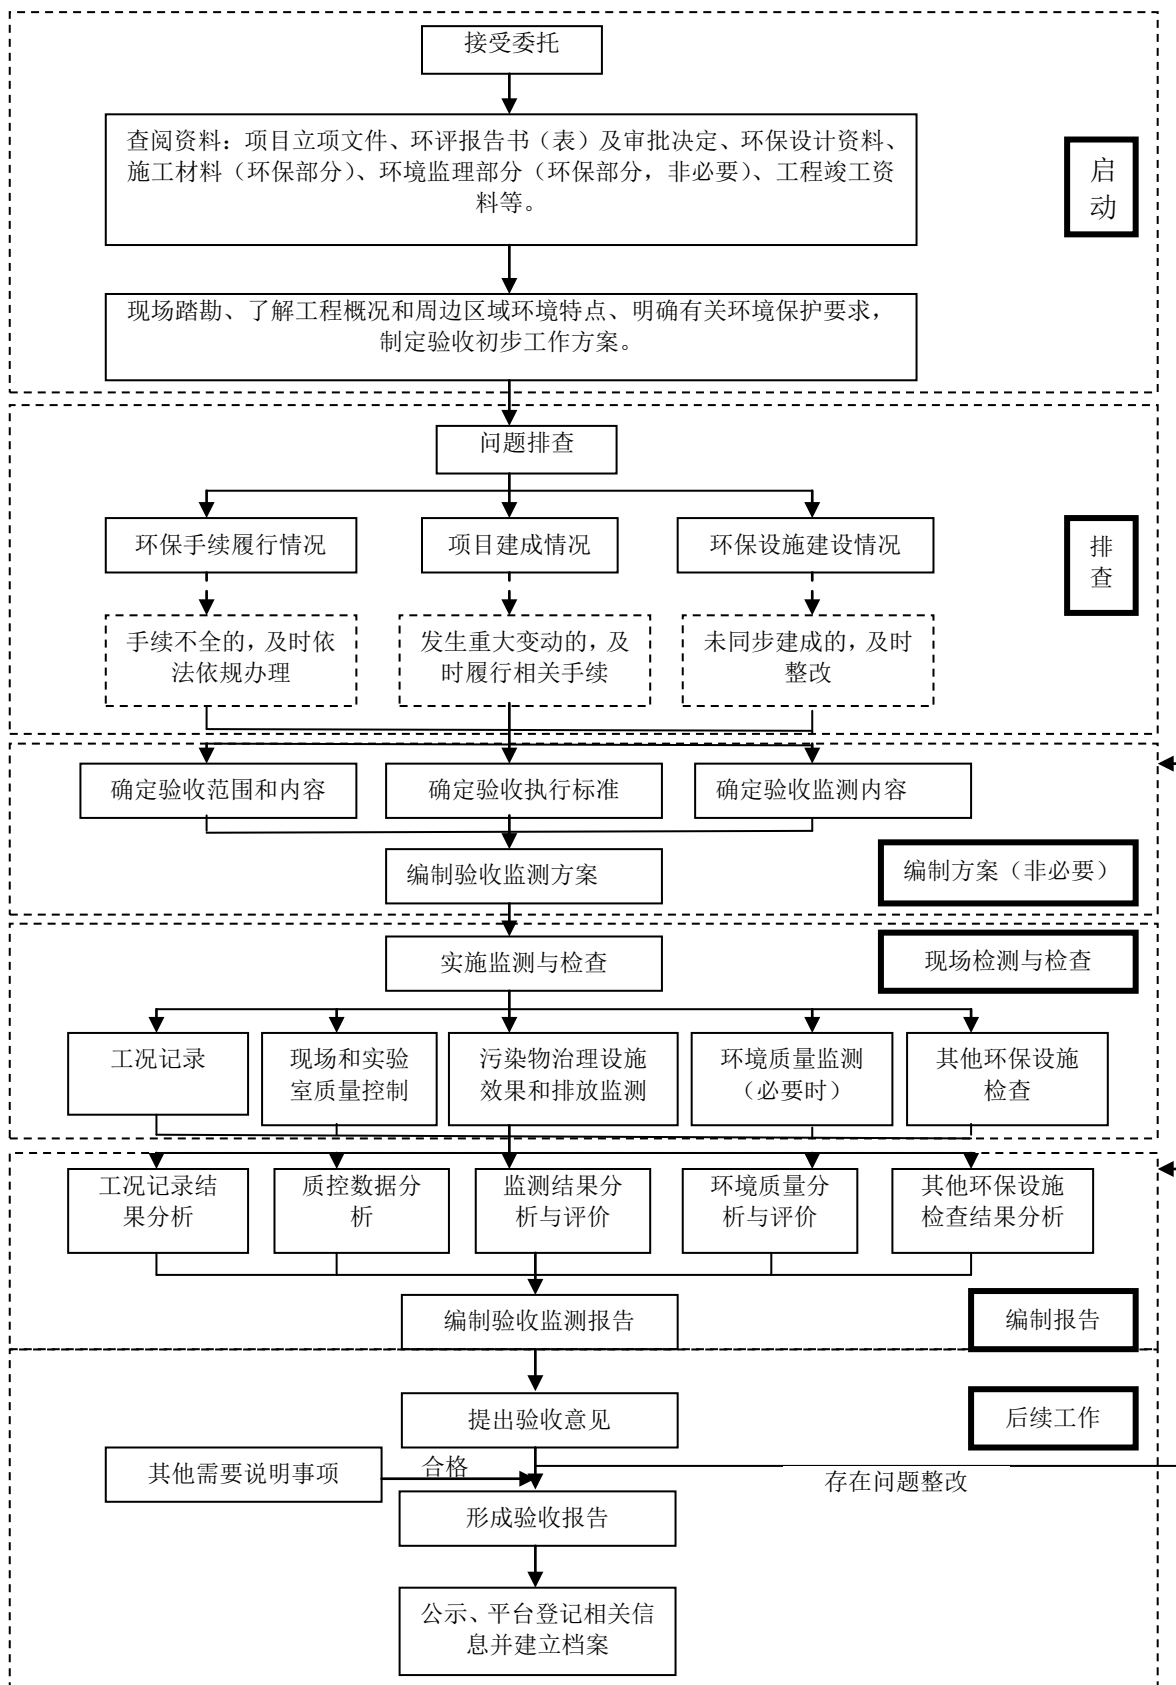 接受委托
查阅资料：项目立项文件、环评报告书（表）及审批决定、环保设计资料、
施工材料（环保部分）、环境监理部分（环保部分，非必要）、工程竣工资
料等。
启
动
现场踏勘、了解工程概况和周边区域环境特点、明确有关环境保护要求，
制定验收初步工作方案。
问题排查
环保手续履行情况
项目建成情况
环保设施建设情况
排
查
手续不全的，及时依
法依规办理
发生重大变动的，及
时履行相关手续
未同步建成的，及时
整改
确定验收范围和内容
确定验收执行标准
确定验收监测内容
编制验收监测方案
编制方案（非必要）
实施监测与检查
现场检测与检查
工况记录
现场和实验
室质量控制
污染物治理设施
效果和排放监测
环境质量监测
（必要时）
其他环保设施
检查
工况记录结
果分析
质控数据分
析
监测结果分
析与评价
环境质量分
析与评价
其他环保设施
检查结果分析
编制验收监测报告
编制报告
提出验收意见
后续工作
其他需要说明事项
合格
存在问题整改
形成验收报告
公示、平台登记相关信
息并建立档案